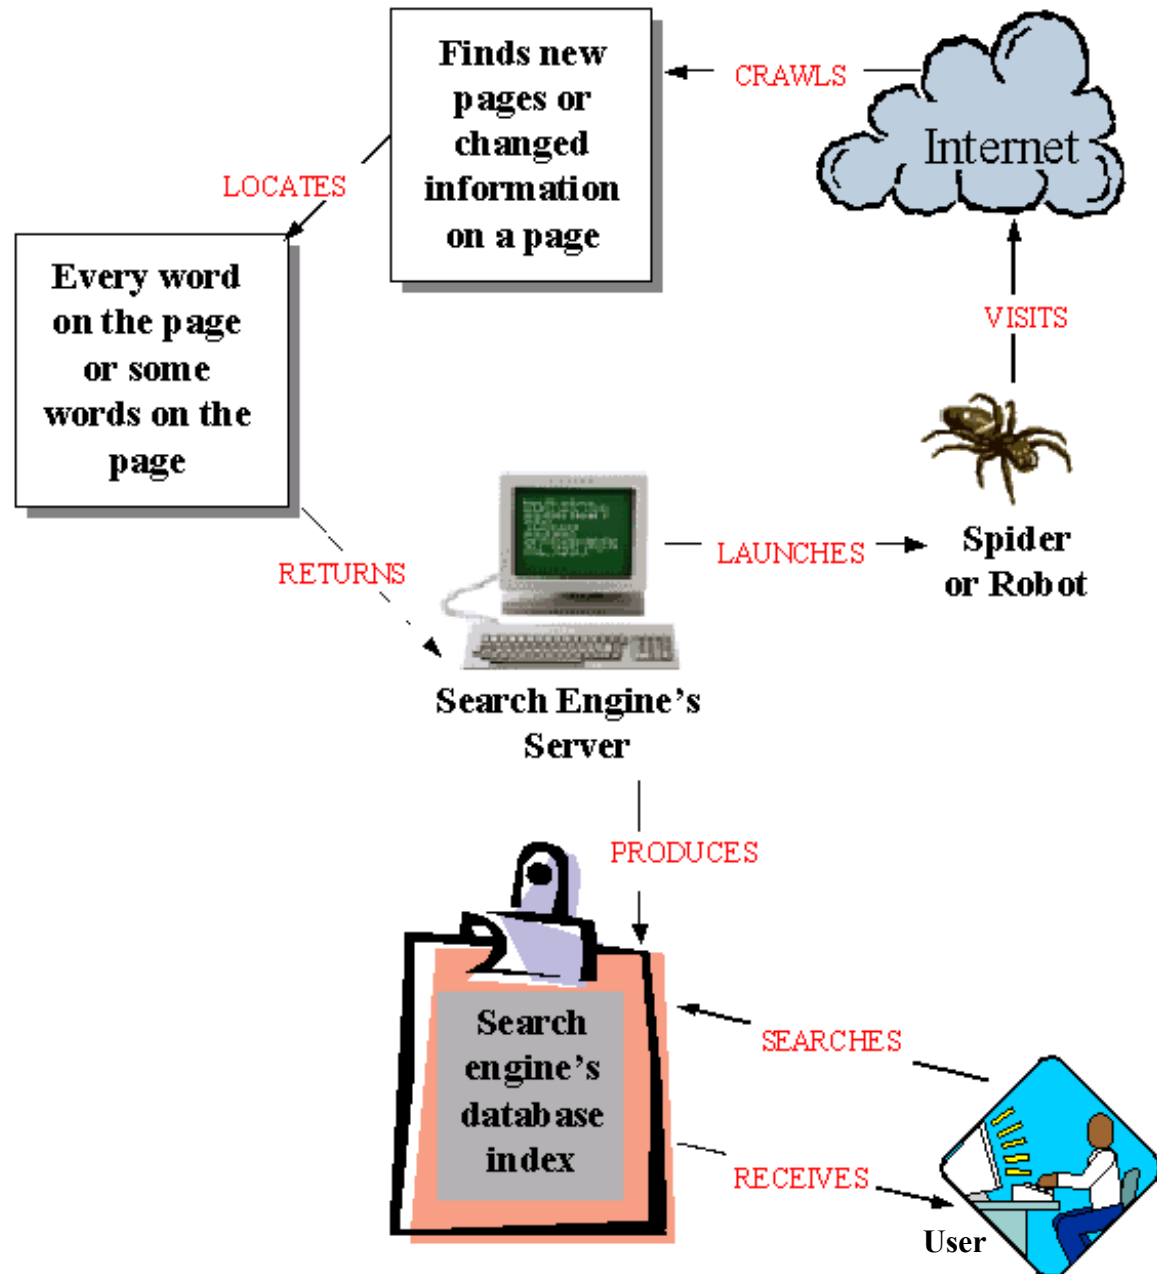 Finds new
pages or
changed
information
on a page
CRAWLS
Internet
LOCATES
Every word
on the page
or some
words on the
page
VISITS
RETURNS
LAUNCHES
Spider
or Robot
Search Engine's
Server
PRODUCES
Search
engine's
database
index
SEARCHES
RECEIVES
User